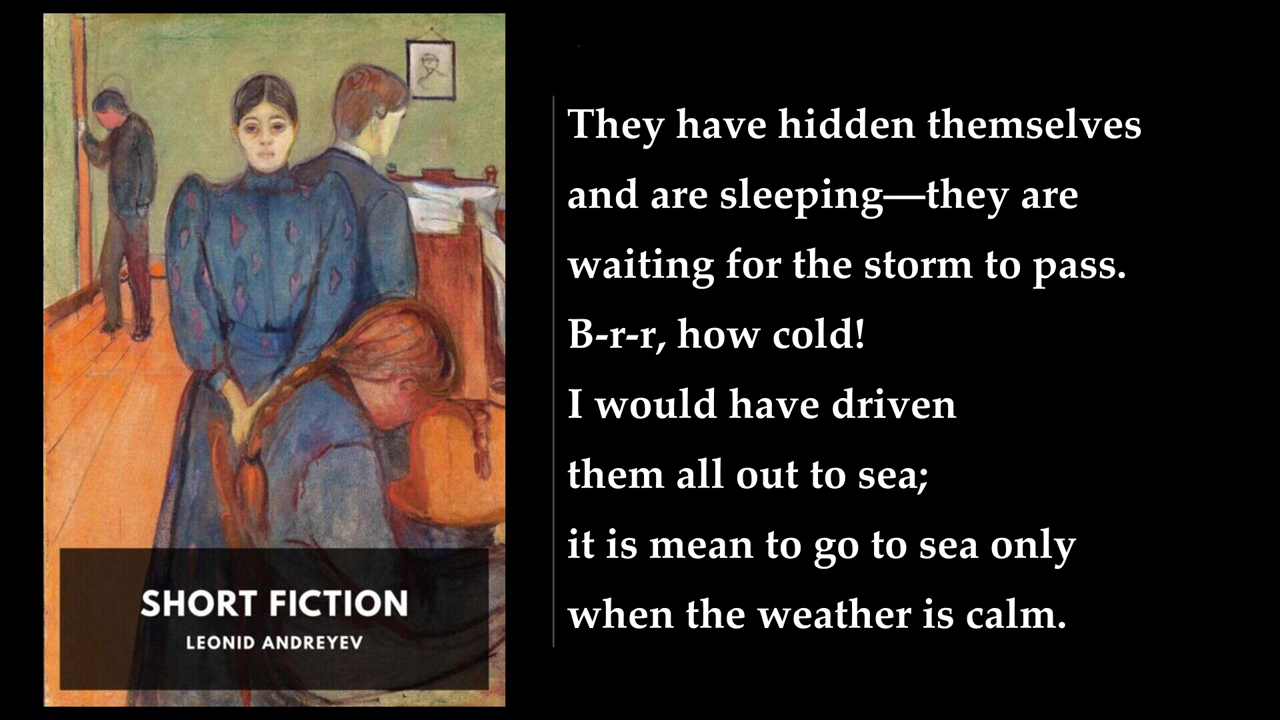 SHORT FICTION
LEONID ANDREYEV
They have hidden themselves
and are sleeping—they are
waiting for the storm to pass.
B-r-r, how cold!
I would have driven
them all out to sea;
it is mean to go to sea only
when the weather is calm.